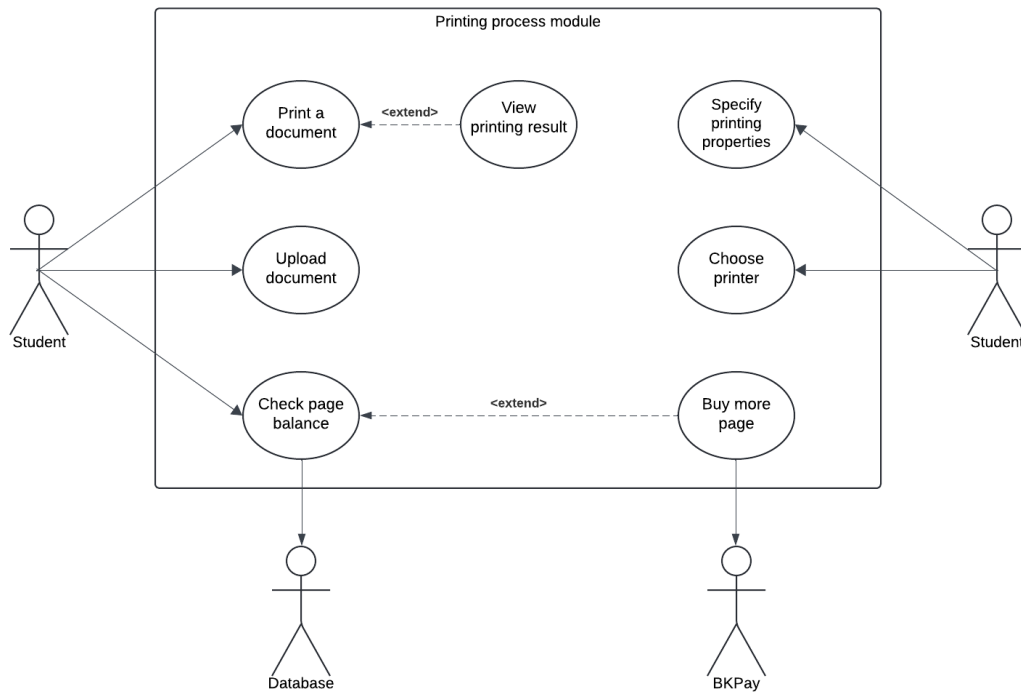 Printing process module
Print a
document
<extend>
View
printing result
Specify
printing
properties
Student
Upload
document
Choose
printer
Student
Check page
balance
<extend>
Buy more
page
Database
BKPay